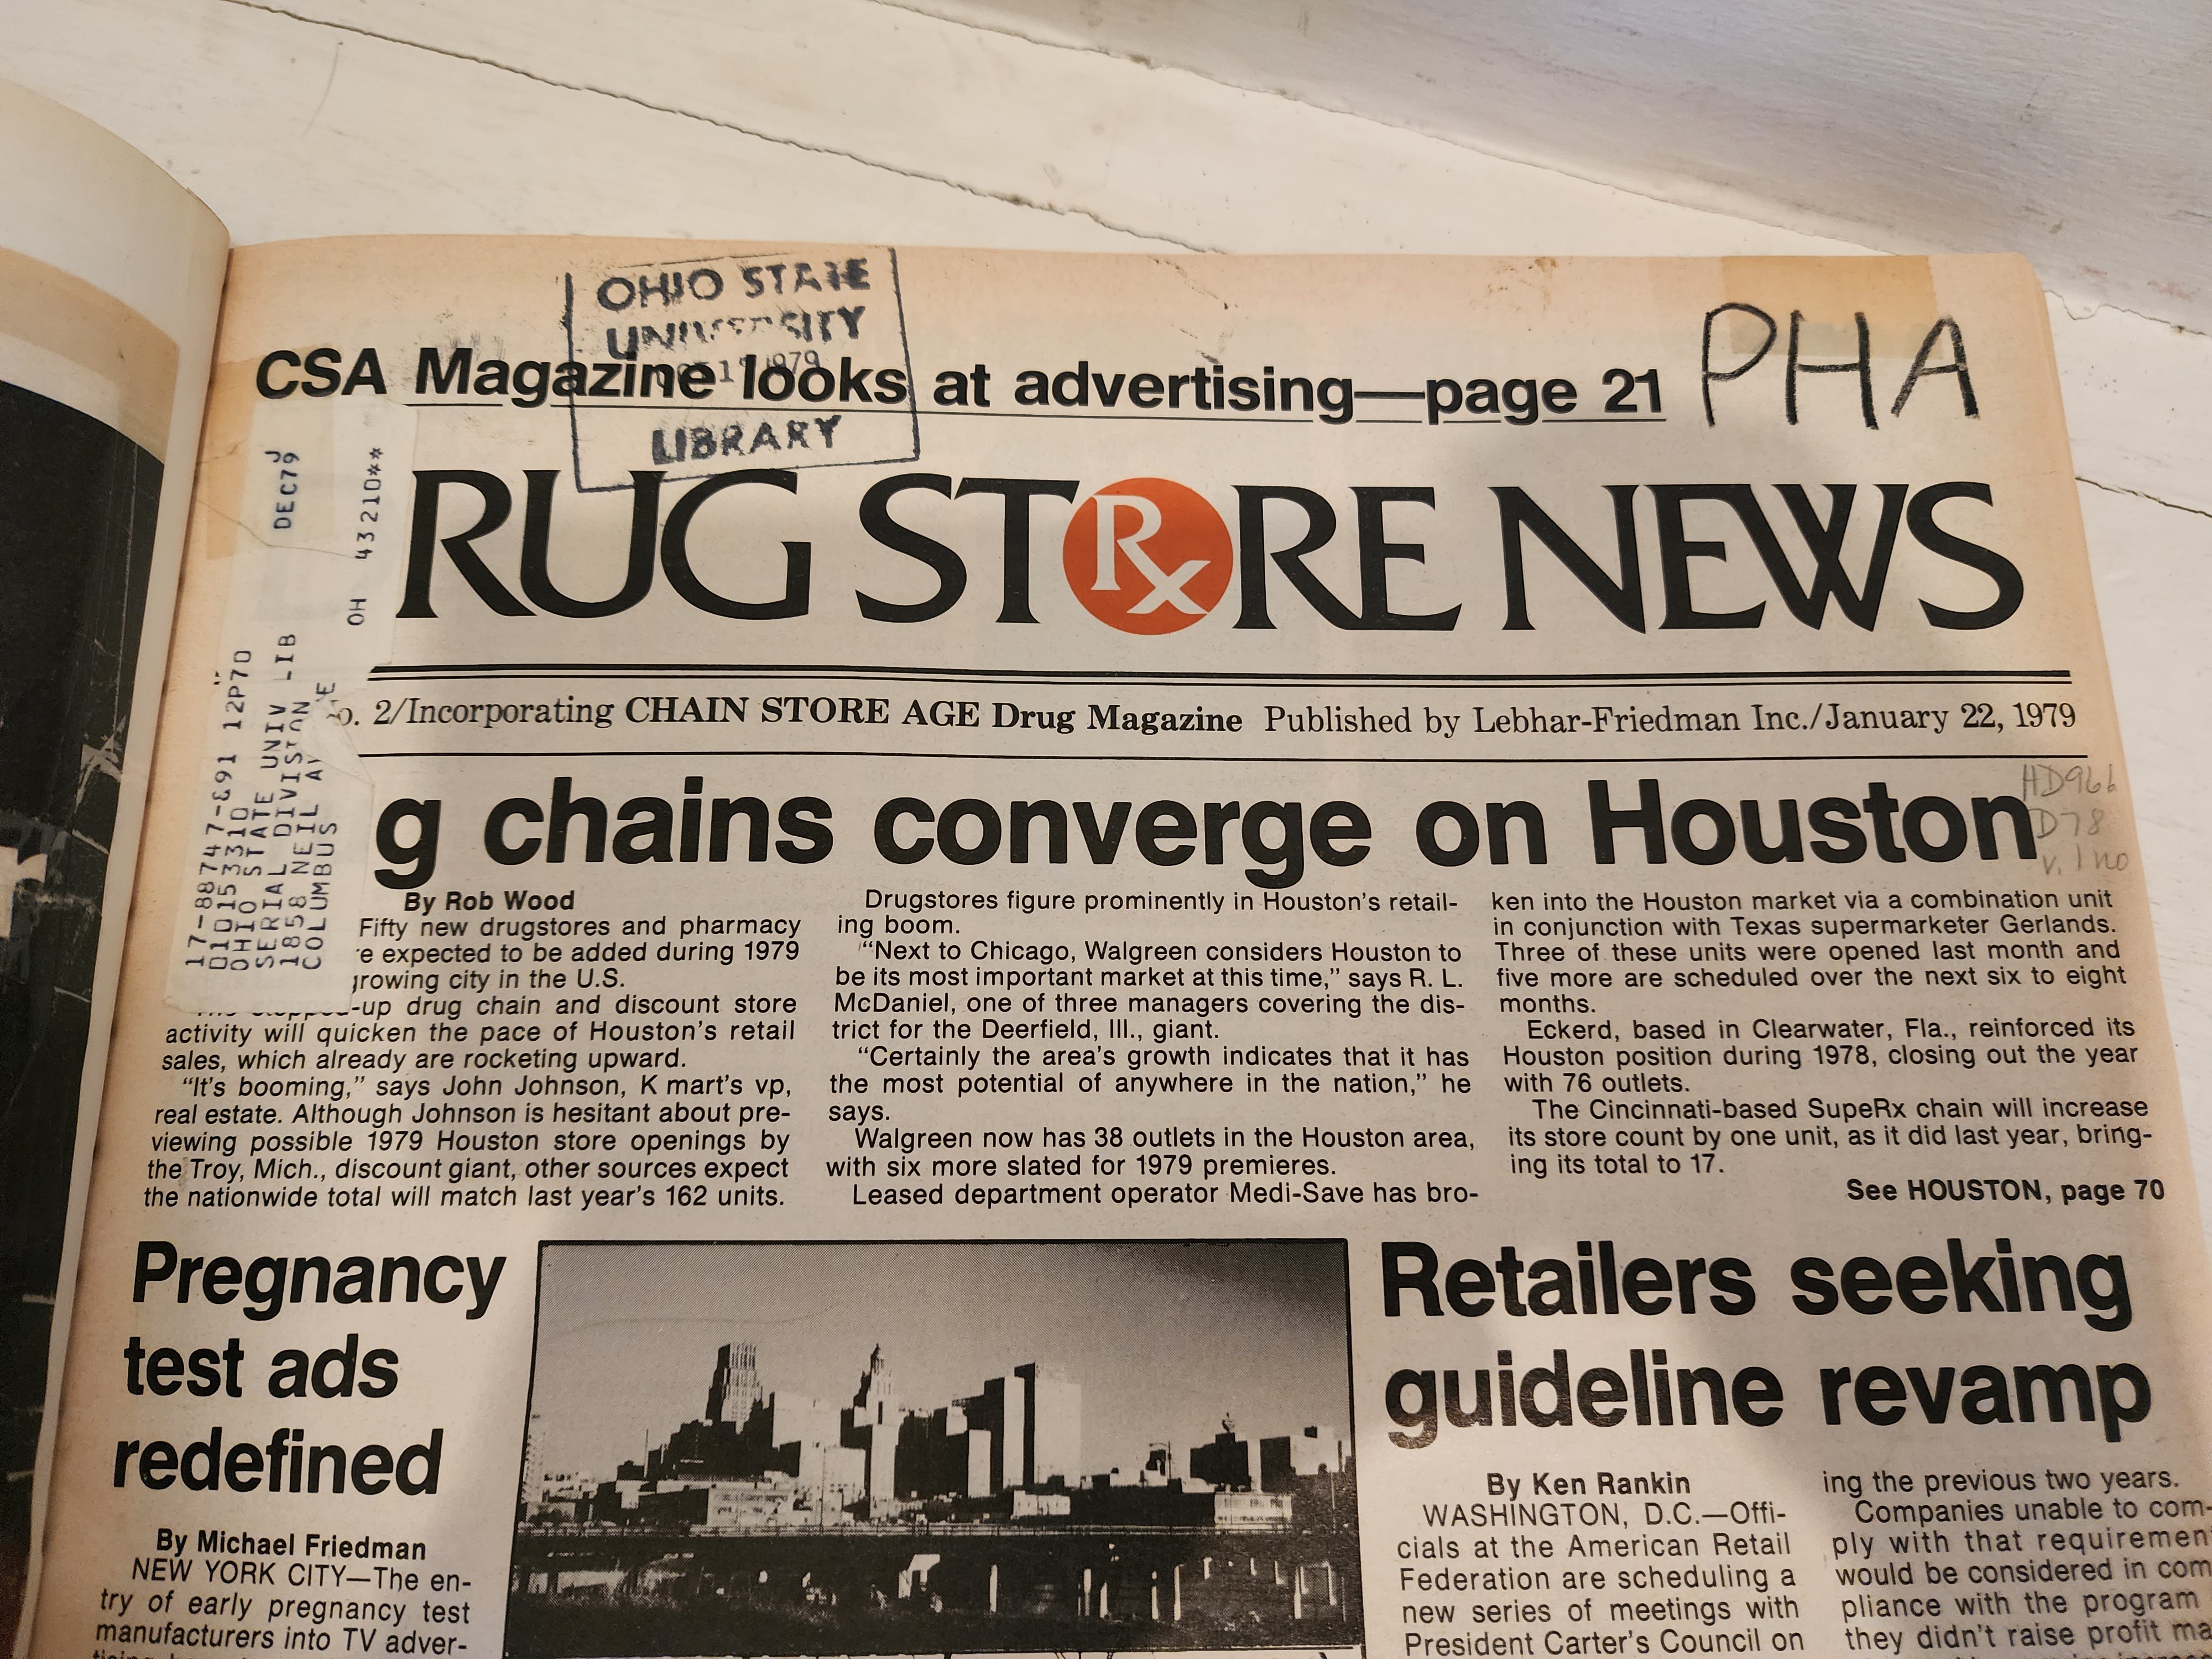 OHIO STATE
UNIVERSITY
1979
LIBRARY
PHA
CSA Magazine looks at advertising—page 21
RUG STRxRE NEWS
DEC79 J
OH 43210**
17-88747-891 12P70
010153310
OHIO STATE UNIV
SERIAL DIVISION -IB
1858 NEIL AV
COLUMBUS
2/Incorporating CHAIN STORE AGE Drug Magazine Published by Lebhar-Friedman Inc./January 22, 1979
g chains converge on Houston
HD966
D78
v. 1 no
By Rob Wood
Fifty new drugstores and pharmacy
expected to be added during 1979
growing city in the U.S.
-up drug chain and discount store
activity will quicken the pace of Houston's retail
sales, which already are rocketing upward.
"It's booming," says John Johnson, K mart's vp,
real estate. Although Johnson is hesitant about pre-
viewing possible 1979 Houston store openings by
the Troy, Mich., discount giant, other sources expect
the nationwide total will match last year's 162 units.
Drugstores figure prominently in Houston's retail-
ing boom.
"Next to Chicago, Walgreen considers Houston to
be its most important market at this time," says R. L.
McDaniel, one of three managers covering the dis-
trict for the Deerfield, Ill., giant.
"Certainly the area's growth indicates that it has
the most potential of anywhere in the nation," he
says.
Walgreen now has 38 outlets in the Houston area,
with six more slated for 1979 premieres.
Leased department operator Medi-Save has bro-
ken into the Houston market via a combination unit
in conjunction with Texas supermarketer Gerlands.
Three of these units were opened last month and
five more are scheduled over the next six to eight
months.
Eckerd, based in Clearwater, Fla., reinforced its
Houston position during 1978, closing out the year
with 76 outlets.
The Cincinnati-based SupeRx chain will increase
its store count by one unit, as it did last year, bring-
ing its total to 17.
See HOUSTON, page 70
Pregnancy
test ads
redefined
By Michael Friedman
NEW YORK CITY—The en-
try of early pregnancy test
manufacturers into TV adver-
Retailers seeking
guideline revamp
By Ken Rankin
WASHINGTON, D.C.—Offi-
cials at the American Retail
Federation are scheduling a
new series of meetings with
President Carter's Council on
ing the previous two years.
Companies unable to com-
ply with that requiremen
would be considered in com
pliance with the program
they didn't raise profit ma